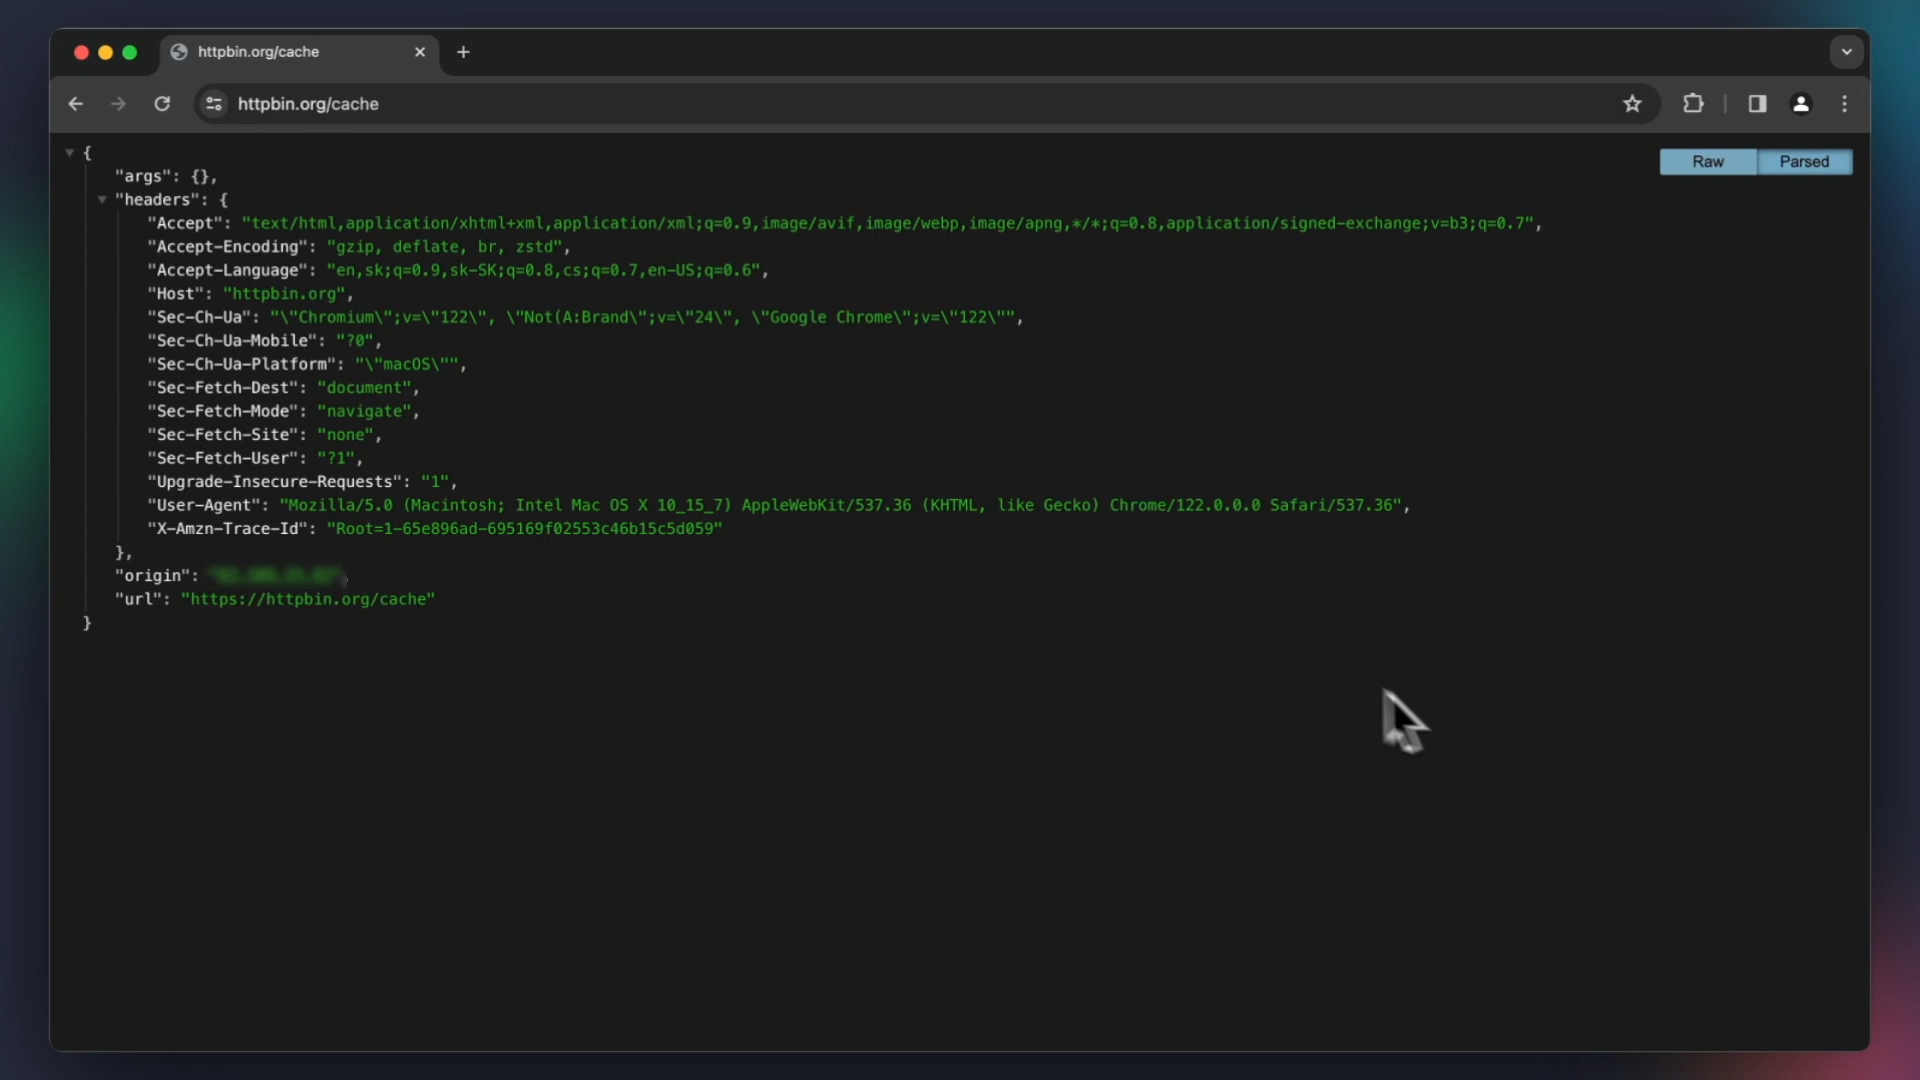 httpbin.org/cache
httpbin.org/cache
Raw Parsed
{
"args": {},
"headers": {
"Accept": "text/html,application/xhtml+xml,application/xml;q=0.9,image/avif,image/webp,image/apng,*/*;q=0.8,application/signed-exchange;v=b3;q=0.7",
"Accept-Encoding": "gzip, deflate, br, zstd",
"Accept-Language": "en,sk;q=0.9,sk-SK;q=0.8,cs;q=0.7,en-US;q=0.6",
"Host": "httpbin.org",
"Sec-Ch-Ua": "\"Chromium\";v=\"122\", \"Not(A:Brand\";v=\"24\", \"Google Chrome\";v=\"122\"",
"Sec-Ch-Ua-Mobile": "?0",
"Sec-Ch-Ua-Platform": "\"macOS\"",
"Sec-Fetch-Dest": "document",
"Sec-Fetch-Mode": "navigate",
"Sec-Fetch-Site": "none",
"Sec-Fetch-User": "?1",
"Upgrade-Insecure-Requests": "1",
"User-Agent": "Mozilla/5.0 (Macintosh; Intel Mac OS X 10_15_7) AppleWebKit/537.36 (KHTML, like Gecko) Chrome/122.0.0.0 Safari/537.36",
"X-Amzn-Trace-Id": "Root=1-65e896ad-695169f02553c46b15c5d059"
},
"origin":
"url": "https://httpbin.org/cache"
}